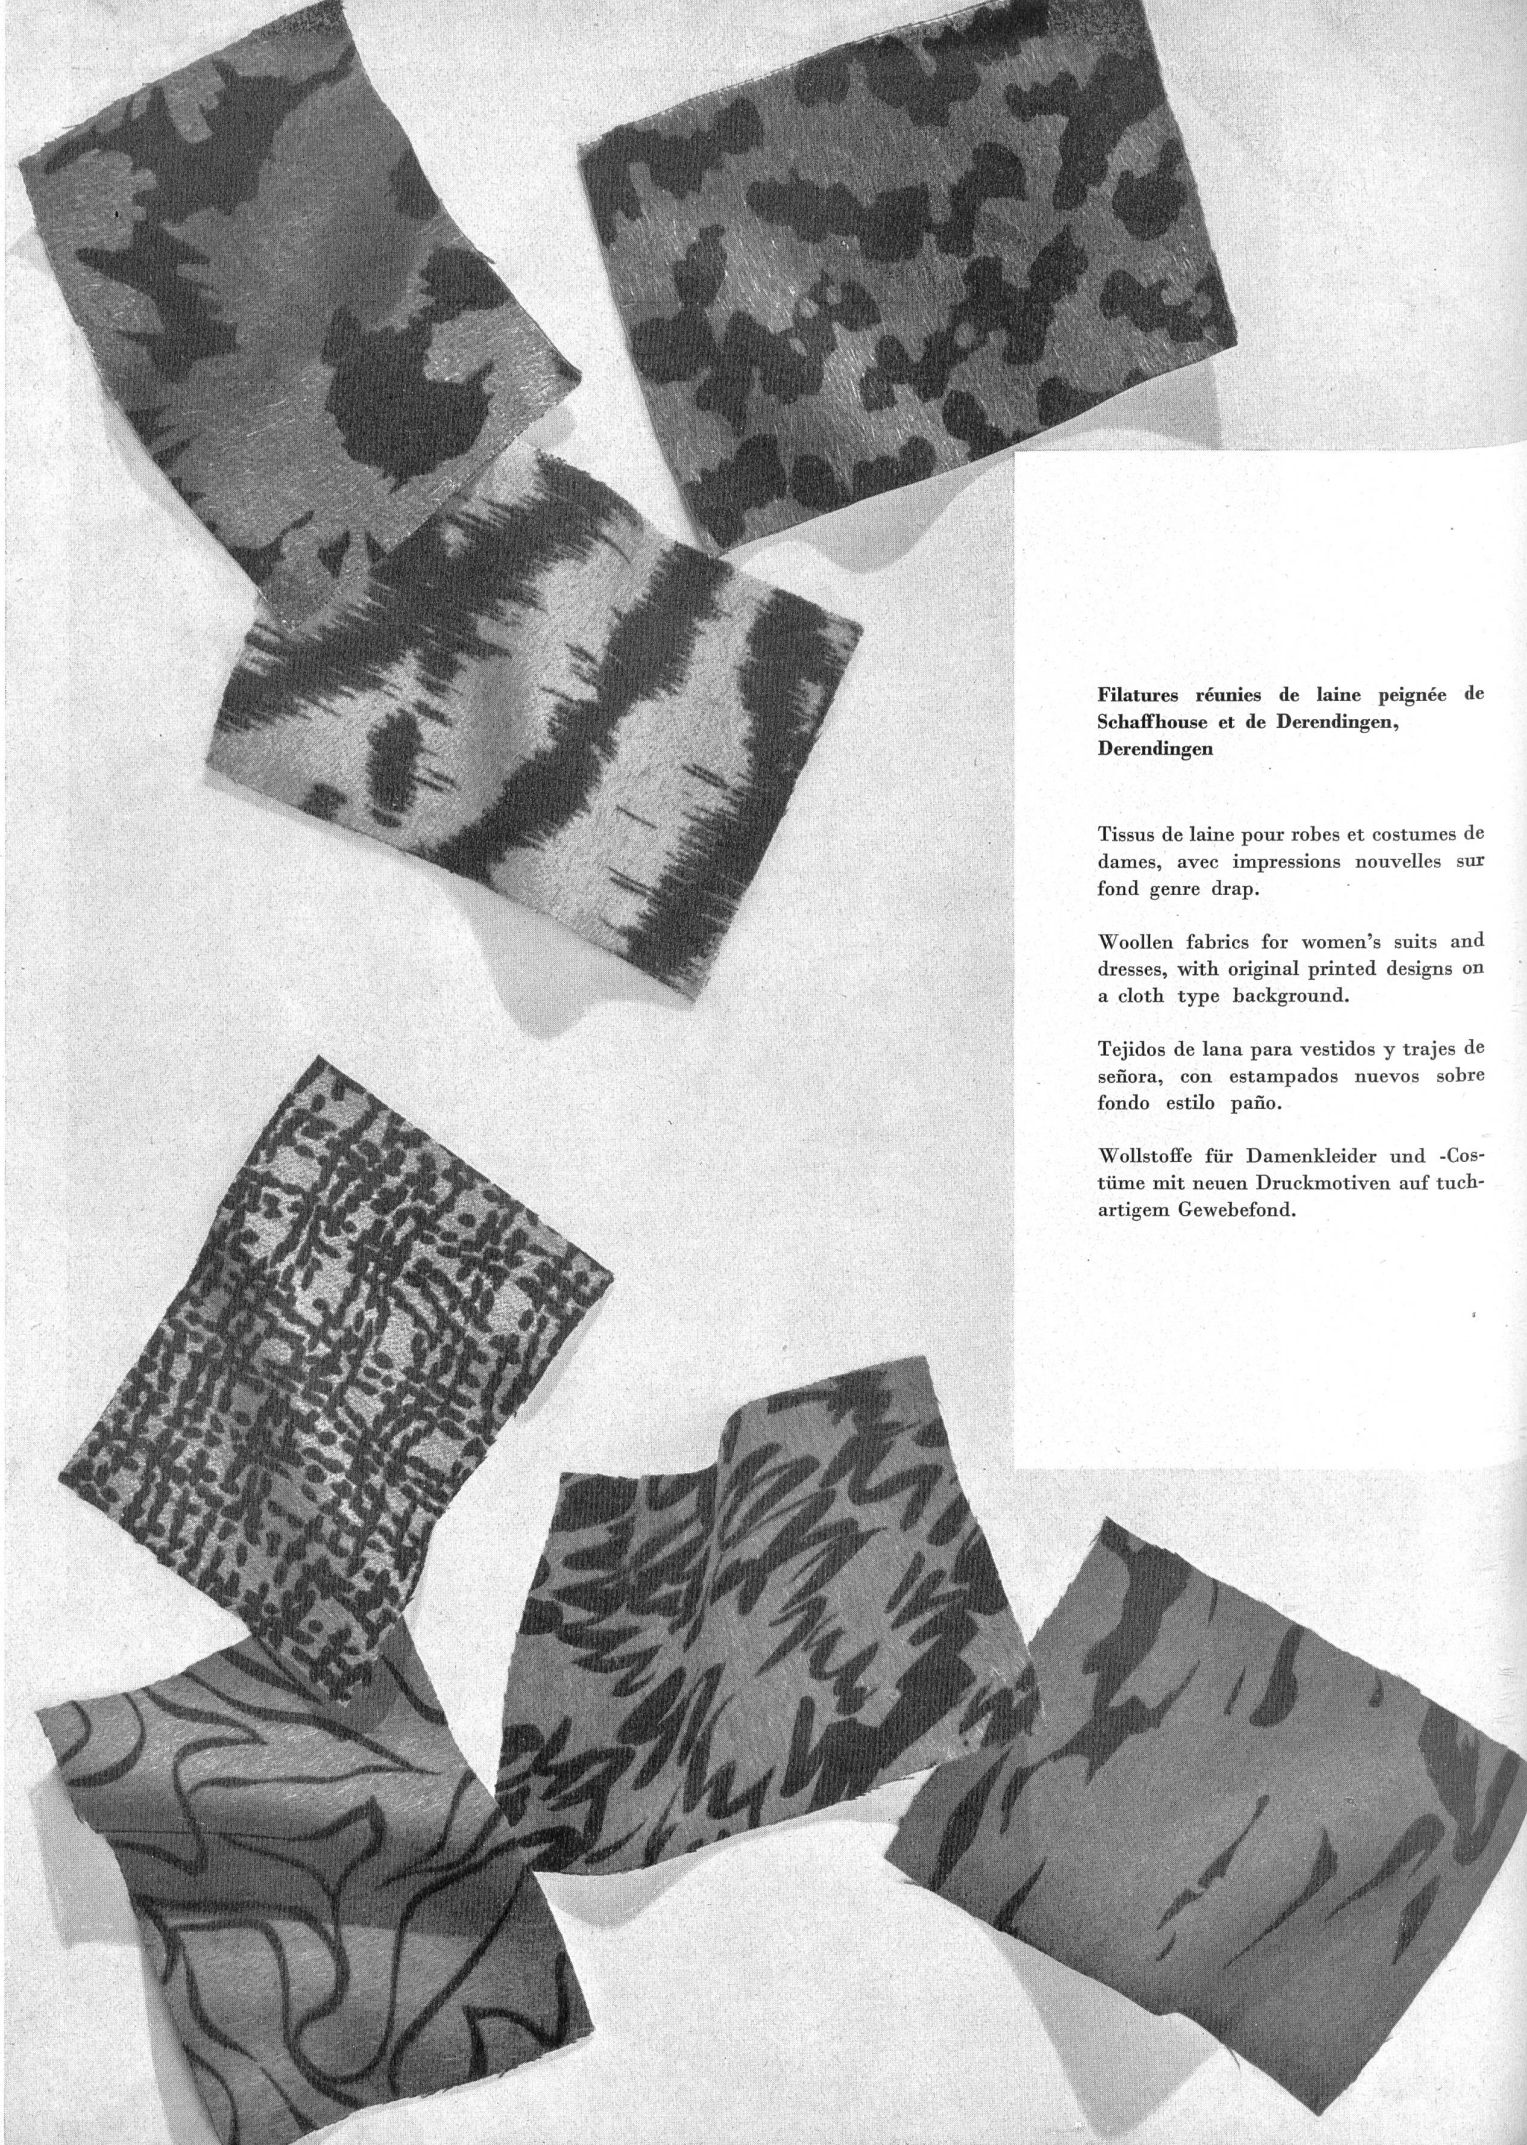 Filatures réunies de laine peignée de
Schaffhouse et de Derendingen,
Derendingen
Tissus de laine pour robes et costumes de
dames, avec impressions nouvelles sur
fond genre drap.
Woollen fabrics for women's suits and
dresses, with original printed designs on
a cloth type background.
Tejidos de lana para vestidos y trajes de
señora, con estampados nuevos sobre
fondo estilo paño.
Wollstoffe für Damenkleider und -Cos-
tüme mit neuen Druckmotiven auf tuch-
artigem Gewebefond.